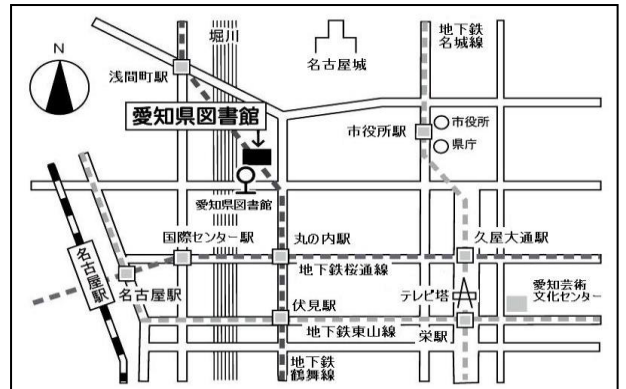 堀川
地下鉄
名城線
N
名古屋城
浅間町駅
愛知県図書館
市役所駅
市役所
県庁
愛知県図書館
国際センター駅
丸の内駅
久屋大通駅
名古屋駅
地下鉄桜通線
名古屋駅
テレビ塔
愛知芸術
文化センター
伏見駅
地下鉄東山線
栄駅
地下鉄
鶴舞線